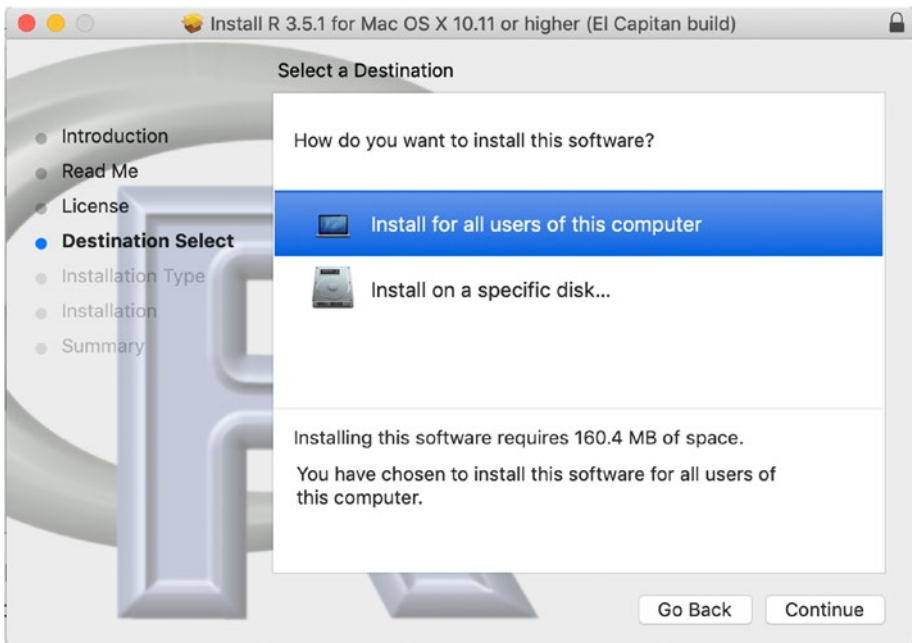 Install R 3.5.1 for Mac OS X 10.11 or higher (El Capitan build)
Select a Destination
Introduction
Read Me
License
Destination Select
Installation Type
Installation
Summary
How do you want to install this software?
Install for all users of this computer
Install on a specific disk...
Installing this software requires 160.4 MB of space.
You have chosen to install this software for all users of
this computer.
Go Back
Continue